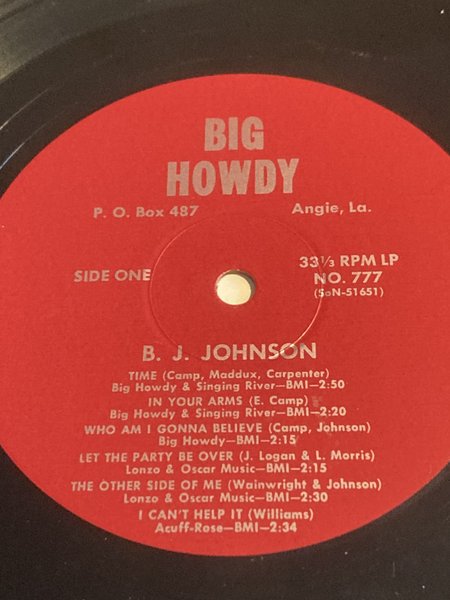 BIG
HOWDY
P. O. Box 487 Angie, La.
SIDE ONE
33⅓ RPM LP
NO. 777
(SoN-51651)
B. J. JOHNSON
TIME (Camp, Maddux, Carpenter)
Big Howdy & Singing River—BMI—2:50
IN YOUR ARMS (E. Camp)
Big Howdy & Singing River—BMI—2:20
WHO AM I GONNA BELIEVE (Camp, Johnson)
Big Howdy—BMI—2:15
LET THE PARTY BE OVER (J. Logan & L. Morris)
Lonzo & Oscar Music—BMI—2:15
THE OTHER SIDE OF ME (Wainwright & Johnson)
Lonzo & Oscar Music—BMI—2:30
I CAN'T HELP IT (Williams)
Acuff-Rose—BMI—2:34